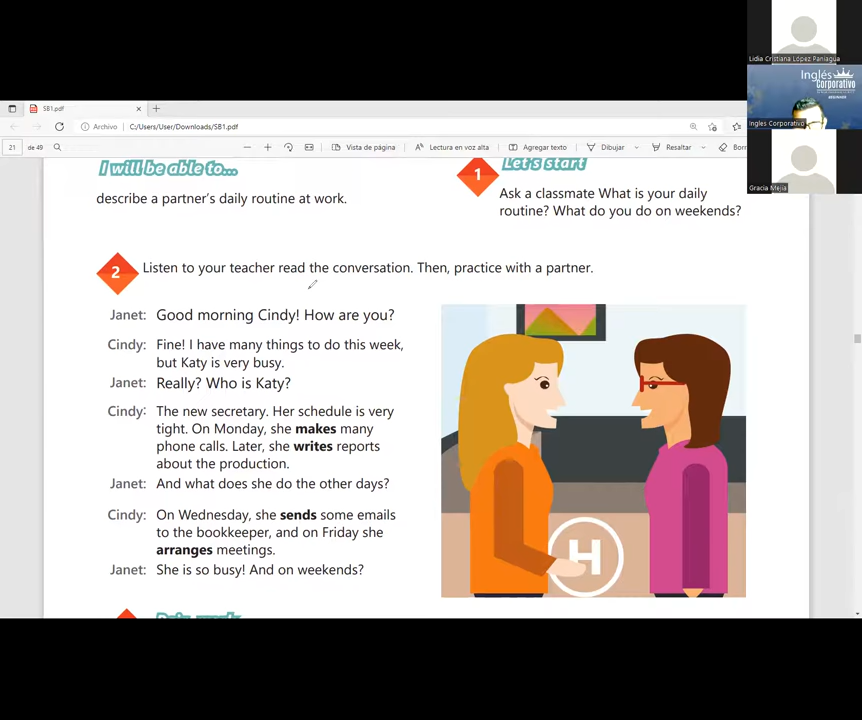 SB1.pdf
Archivo
C:/Users/User/Downloads/SB1.pdf
21
de 49
Vista de página
Lectura en voz alta
Agregar texto
Dibujar
Resaltar
Borr
Lidia Cristiana López Paniagua
Inglés
Corporativo
Ingles Corporativo
Gracia Mejia
I will be able to...
describe a partner's daily routine at work.
1
Let's start
Ask a classmate What is your daily
routine? What do you do on weekends?
2
Listen to your teacher read the conversation. Then, practice with a partner.
Janet: Good morning Cindy! How are you?
Cindy: Fine! I have many things to do this week,
but Katy is very busy.
Janet: Really? Who is Katy?
Cindy: The new secretary. Her schedule is very
tight. On Monday, she makes many
phone calls. Later, she writes reports
about the production.
Janet: And what does she do the other days?
Cindy: On Wednesday, she sends some emails
to the bookkeeper, and on Friday she
arranges meetings.
Janet: She is so busy! And on weekends?
H